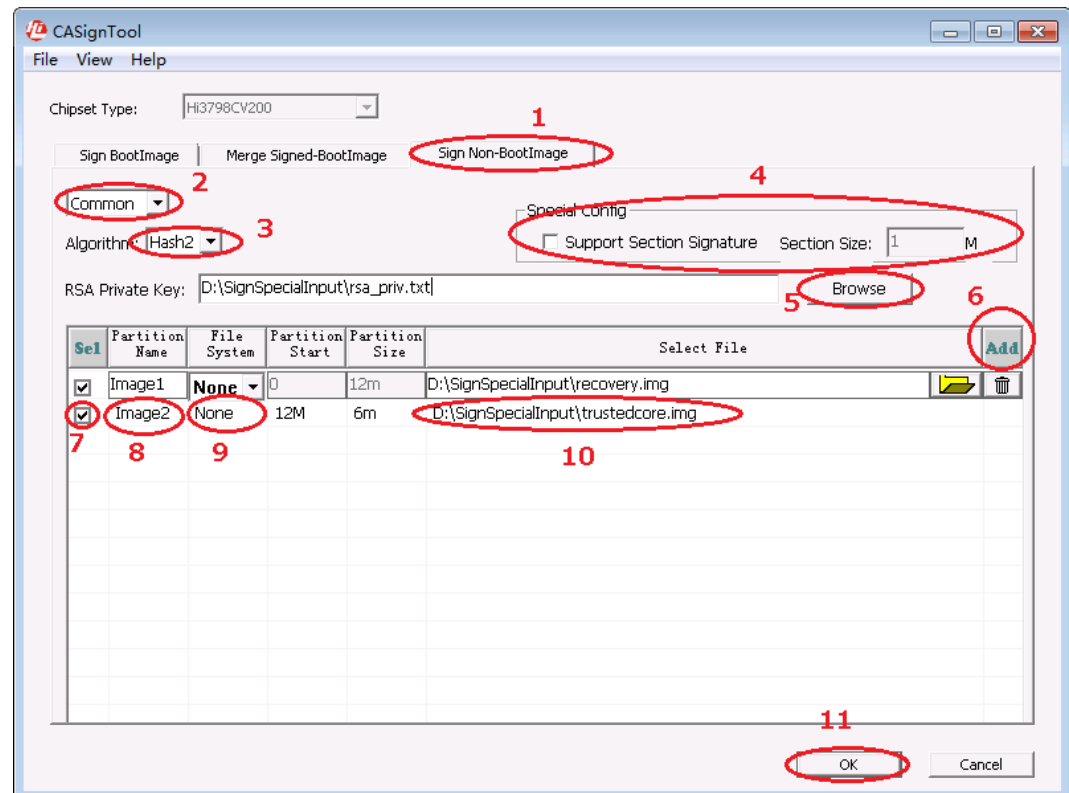 CASignTool
File View Help
Chipset Type: Hi3798CV200
1
Sign BootImage Merge Signed-BootImage Sign Non-BootImage
2
4
Common
Special Config
3
Algorithm: Hash2
Support Section Signature Section Size: 1 M
RSA Private Key: D:\SignSpecialInput\rsa_priv.txt Browse
5
6
Sel Partition Name File System Partition Start Partition Size Select File Add
Image1 None 0 12m D:\SignSpecialInput\recovery.img
Image2 None 12M 6m D:\SignSpecialInput\trustedcore.img
7 8 9 10
11
OK Cancel